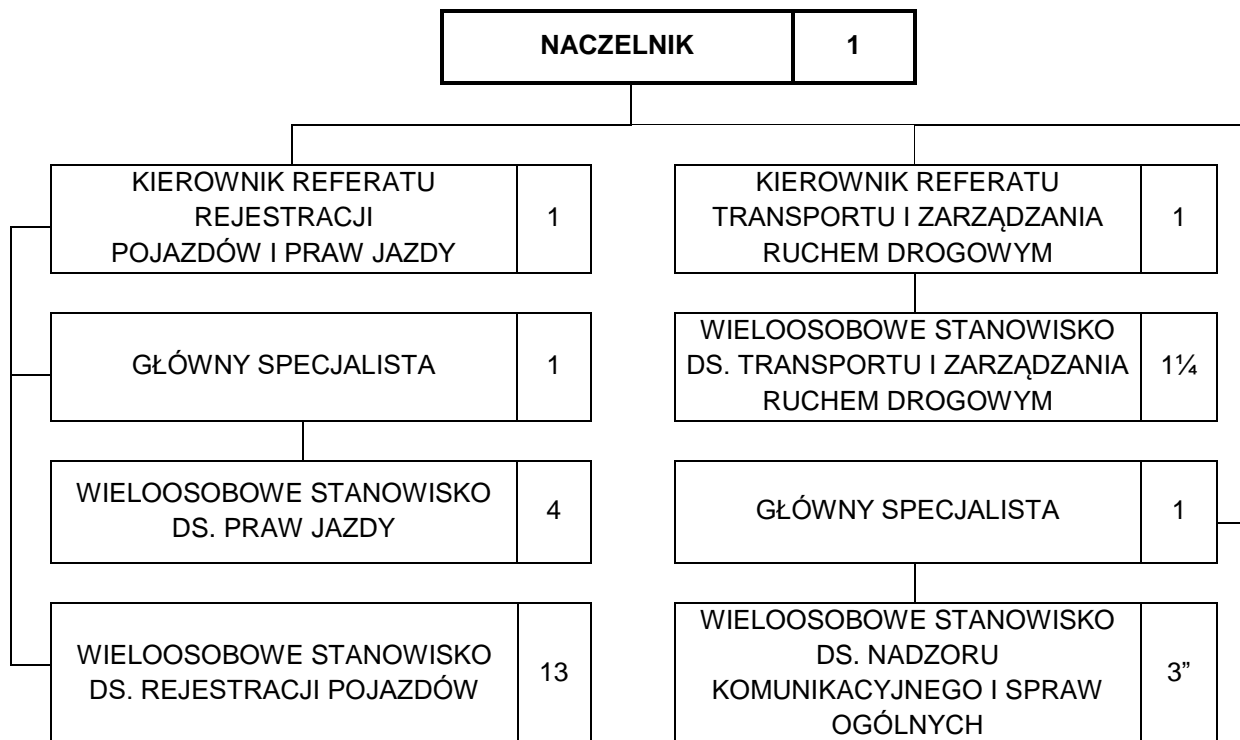 NACZELNIK 1
KIEROWNIK REFERATU
REJESTRACJI
POJAZDÓW I PRAW JAZDY
1
KIEROWNIK REFERATU
TRANSPORTU I ZARZĄDZANIA
RUCHEM DROGOWYM
1
GŁÓWNY SPECJALISTA 1
WIELOOSOBOWE STANOWISKO
DS. TRANSPORTU I ZARZĄDZANIA
RUCHEM DROGOWYM
1¼
WIELOOSOBOWE STANOWISKO
DS. PRAW JAZDY
4
GŁÓWNY SPECJALISTA 1
WIELOOSOBOWE STANOWISKO
DS. REJESTRACJI POJAZDÓW
13
WIELOOSOBOWE STANOWISKO
DS. NADZORU
KOMUNIKACYJNEGO I SPRAW
OGÓLNYCH
3”